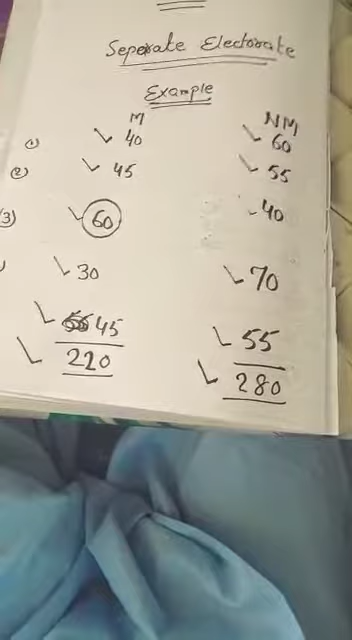 Seperate Electorate
Example
M NM
(1) 40 60
(2) 45 55
(3) 60 40
) 30 70
45 55
220 280